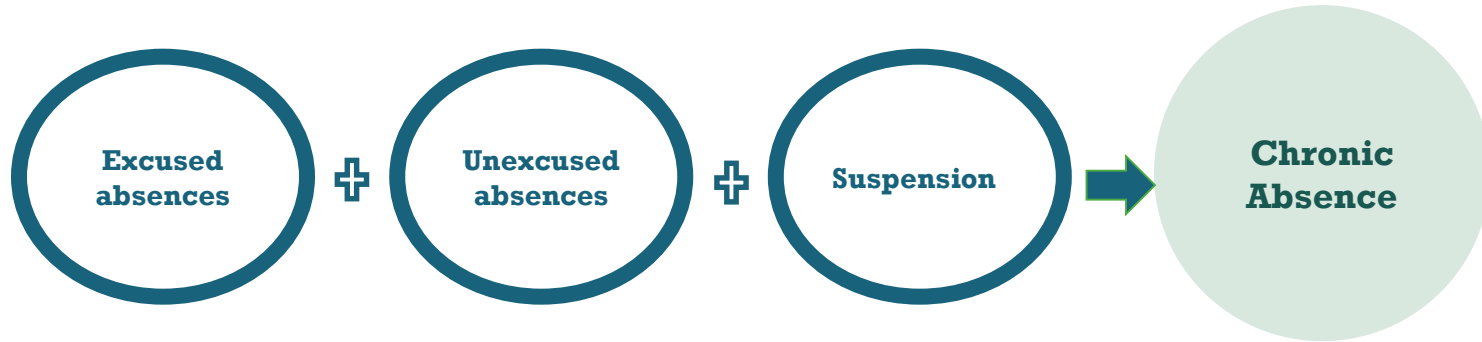 Excused
absences
Unexcused
absences
Suspension
Chronic
Absence